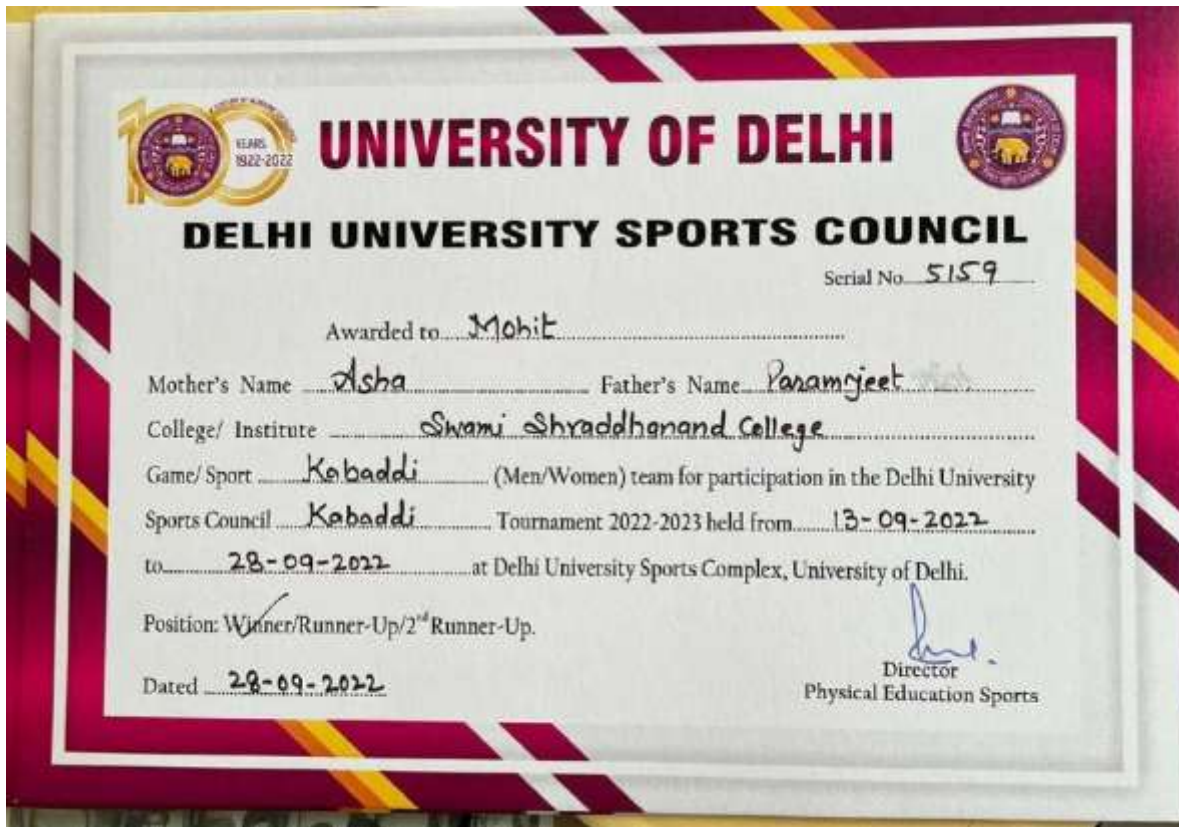 YEARS
1922-2022
UNIVERSITY OF DELHI
DELHI UNIVERSITY SPORTS COUNCIL
Serial No. 5159
Awarded to Mohit
Mother's Name Asha Father's Name Paramjeet
College/ Institute Swami Shraddhanand College
Game/ Sport Kabaddi (Men/Women) team for participation in the Delhi University
Sports Council Kabaddi Tournament 2022-2023 held from 13-09-2022
to 28-09-2022 at Delhi University Sports Complex, University of Delhi.
Position: Winner/Runner-Up/2nd Runner-Up.
Dated 28-09-2022
Director
Physical Education Sports